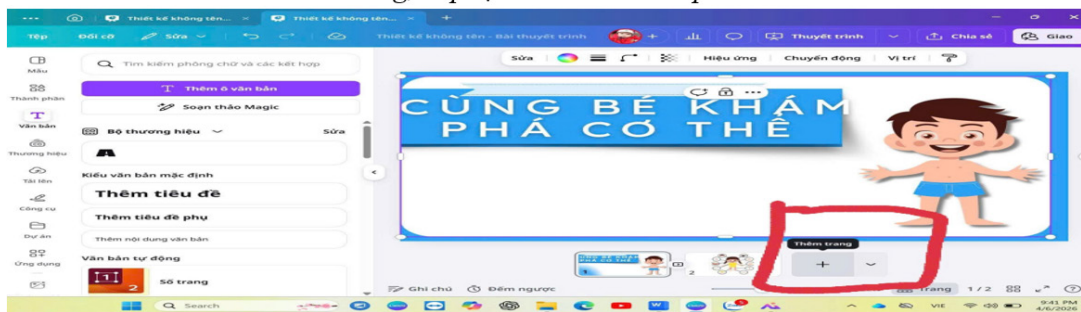 Thiết kế không tên...
Thiết kế không tên...
Tệp
Đổi cỡ
Sửa
Thiết kế không tên - Bài thuyết trình
Thuyết trình
Chia sẻ
Giao
Mẫu
Thành phần
Văn bản
Thương hiệu
Tải lên
Công cụ
Dự án
Ứng dụng
Tìm kiếm phông chữ và các kết hợp
Thêm ô văn bản
Soạn thảo Magic
Bộ thương hiệu
Sửa
Kiểu văn bản mặc định
Thêm tiêu đề
Thêm tiêu đề phụ
Thêm nội dung văn bản
Văn bản tự động
Số trang
Sửa
Hiệu ứng
Chuyển động
Vị trí
CÙNG BÉ KHÁM
PHÁ CƠ THỂ
Thêm trang
1
2
Ghi chú
Đếm ngược
Trang 1/2
Search
VIE
9:41 PM
4/6/2026